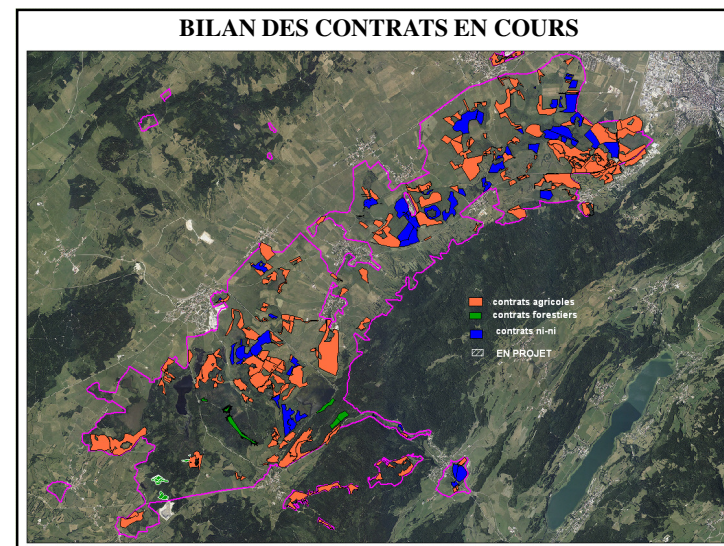 BILAN DES CONTRATS EN COURS
contrats agricoles
contrats forestiers
contrats ni-ni
EN PROJET